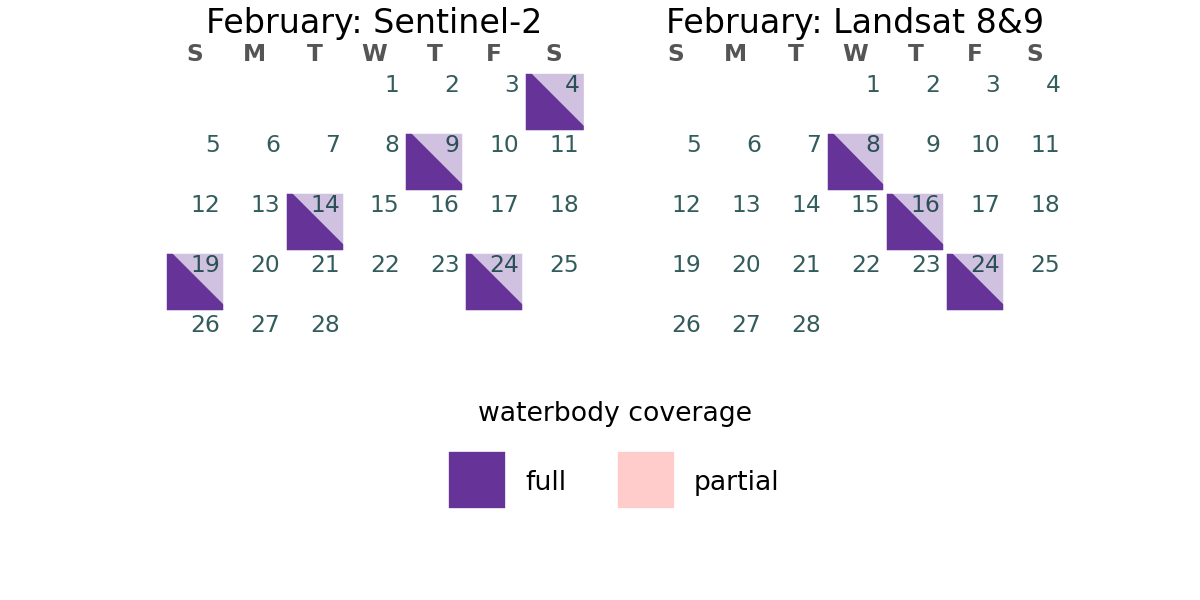 February: Sentinel-2
S M T W T F S
1 2 3 4
5 6 7 8 9 10 11
12 13 14 15 16 17 18
19 20 21 22 23 24 25
26 27 28
February: Landsat 8&9
S M T W T F S
1 2 3 4
5 6 7 8 9 10 11
12 13 14 15 16 17 18
19 20 21 22 23 24 25
26 27 28
waterbody coverage
full
partial